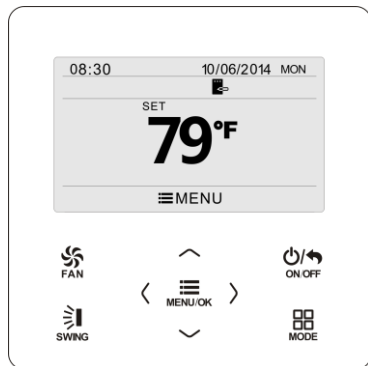 08:30 10/06/2014 MON
SET
79°F
MENU
FAN
ON/OFF
MENU/OK
SWING
MODE